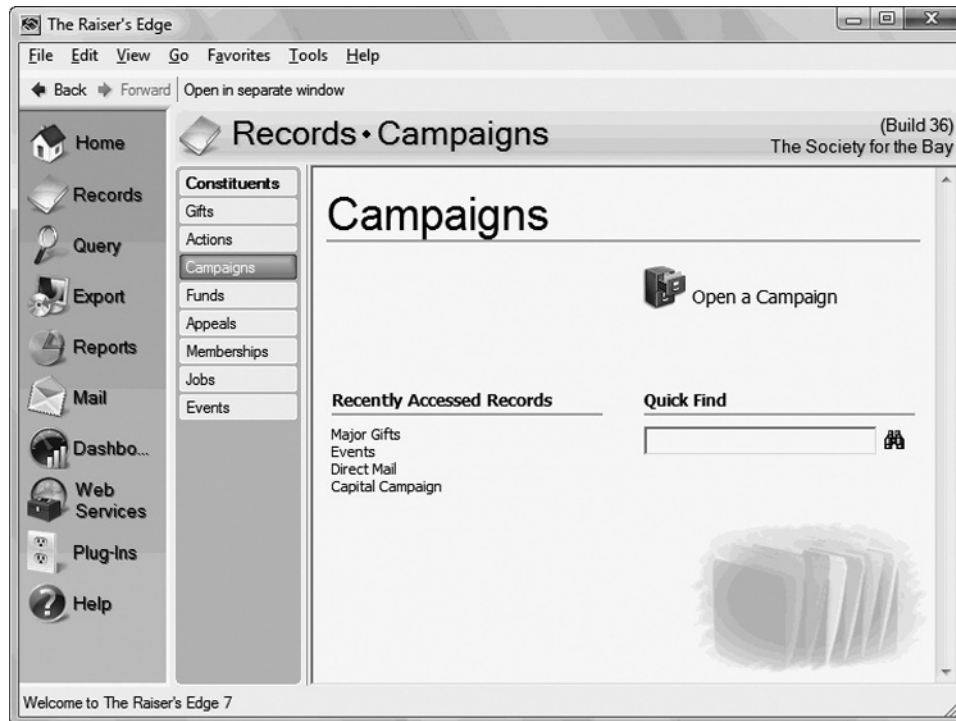 The Raiser's Edge
File Edit View Go Favorites Tools Help
Back Forward Open in separate window
Home
Records
Query
Export
Reports
Mail
Dashbo...
Web
Services
Plug-Ins
Help
Records • Campaigns
(Build 36)
The Society for the Bay
Constituents
Gifts
Actions
Campaigns
Funds
Appeals
Memberships
Jobs
Events
Campaigns
Open a Campaign
Recently Accessed Records
Major Gifts
Events
Direct Mail
Capital Campaign
Quick Find
Welcome to The Raiser's Edge 7